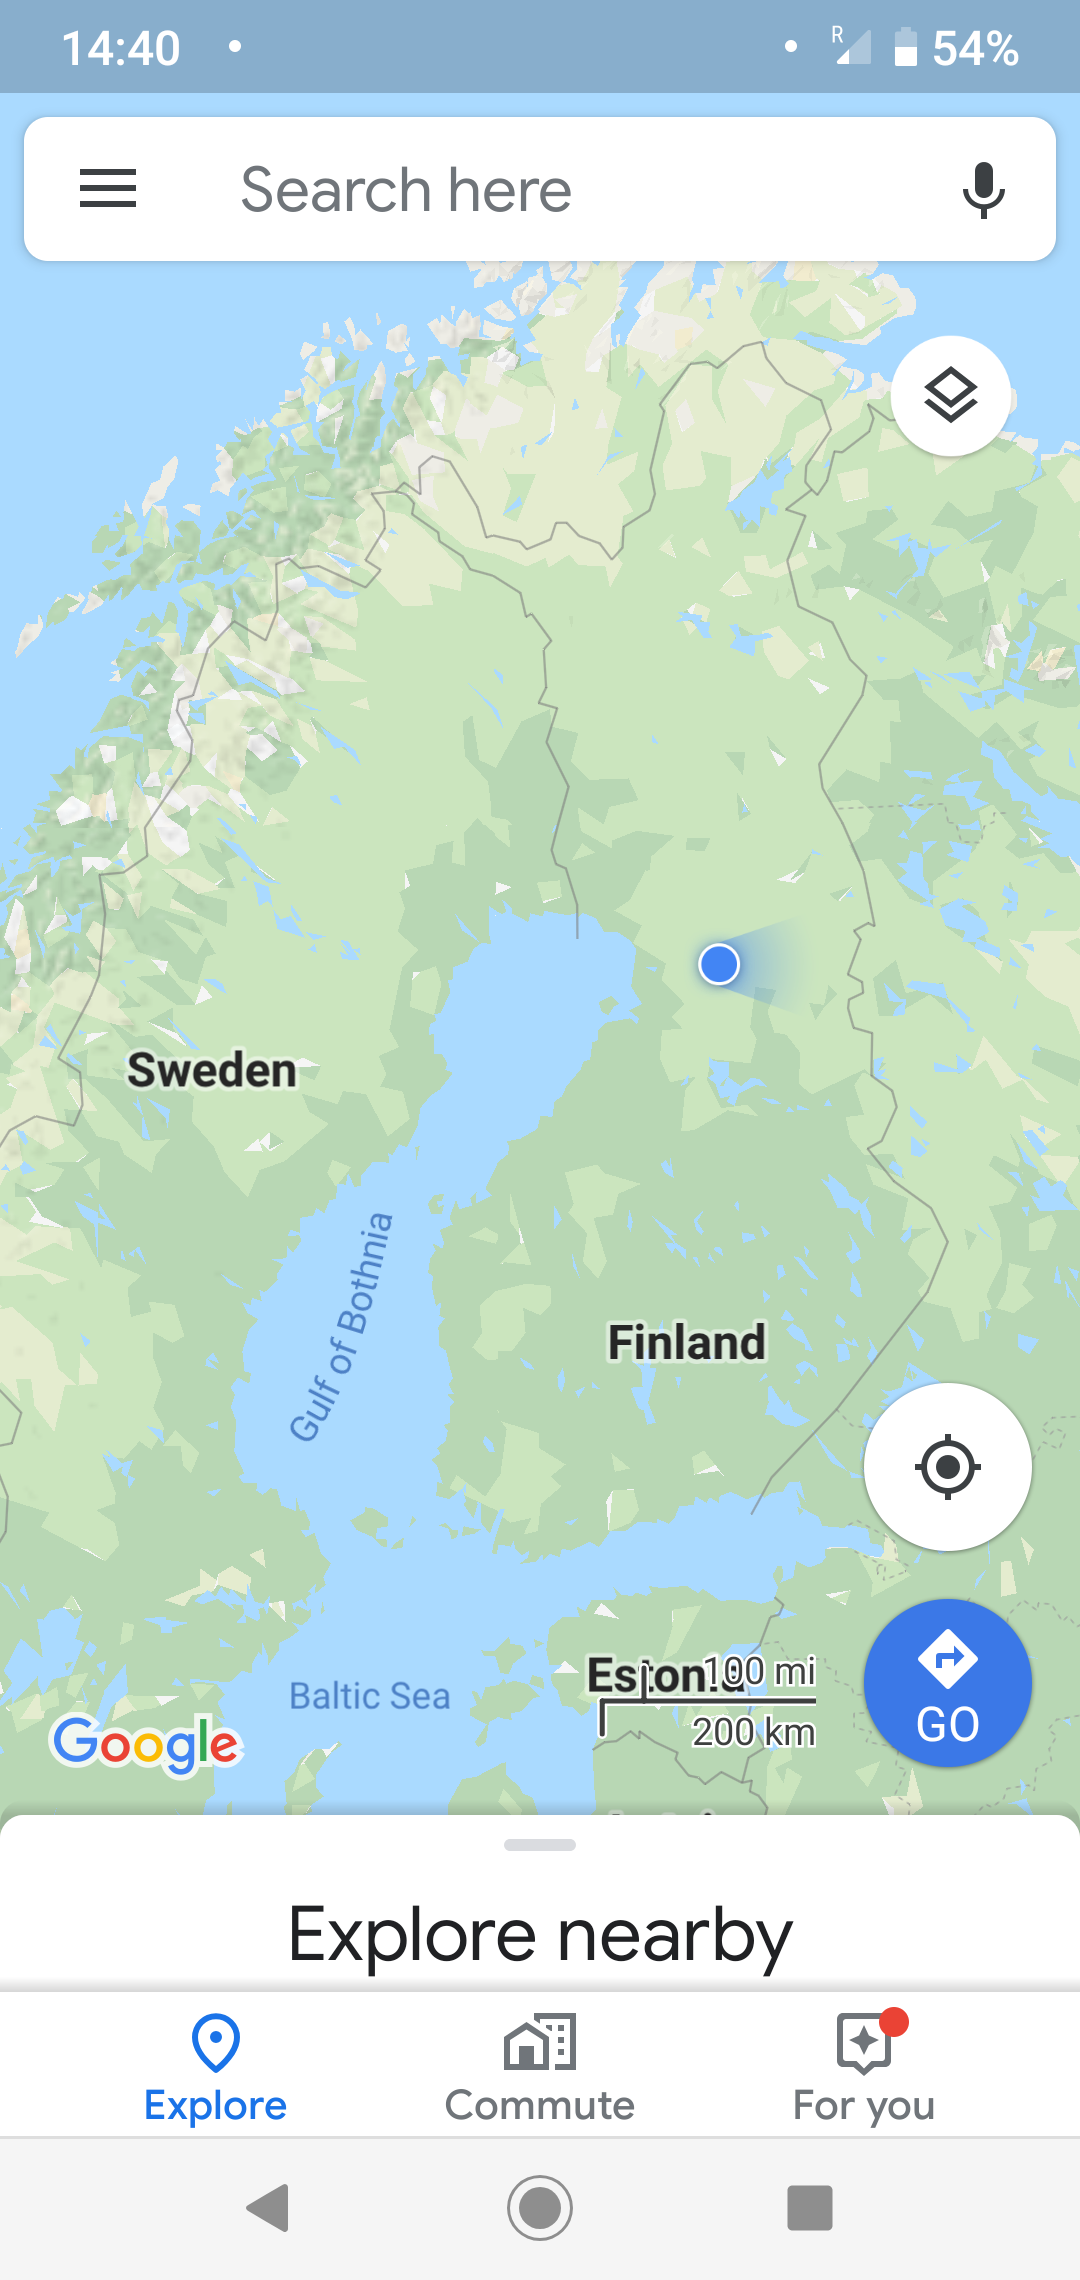 14:40
R
54%
Search here
Sweden
Gulf of Bothnia
Finland
Estonia
100 mi
200 km
Baltic Sea
Google
GO
Explore nearby
Explore
Commute
For you